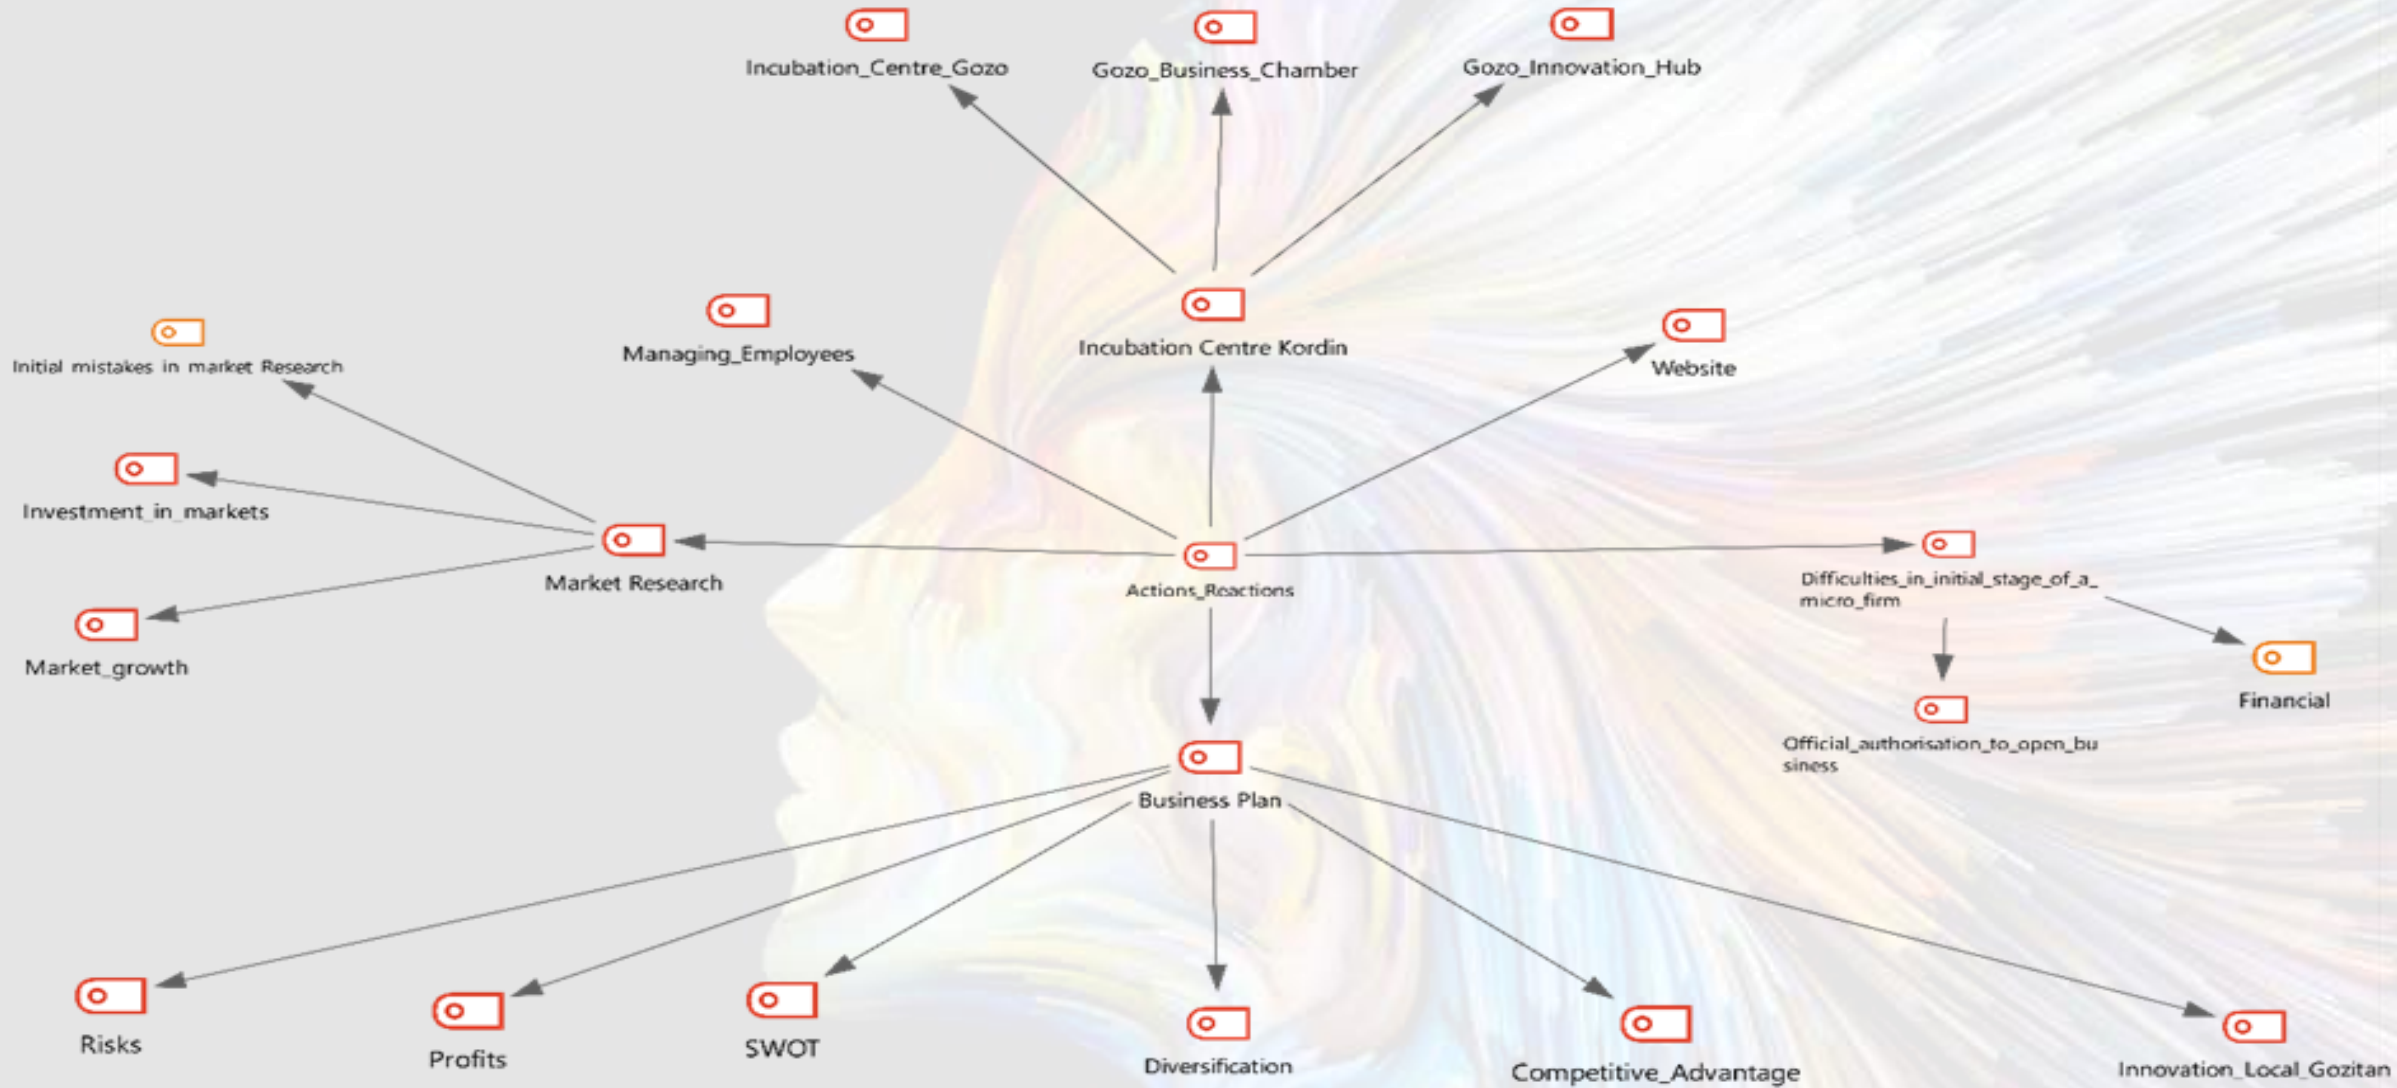 Incubation_Centre_Gozo
Gozo_Business_Chamber
Gozo_Innovation_Hub
Initial mistakes in market Research
Managing_Employees
Incubation Centre Kordin
Website
Investment_in_markets
Market Research
Actions_Reactions
Difficulties_in_initial_stage_of_a_
micro_firm
Market_growth
Financial
Official_authorisation_to_open_bu
siness
Business Plan
Risks
Profits
SWOT
Diversification
Competitive_Advantage
Innovation_Local_Gozitan